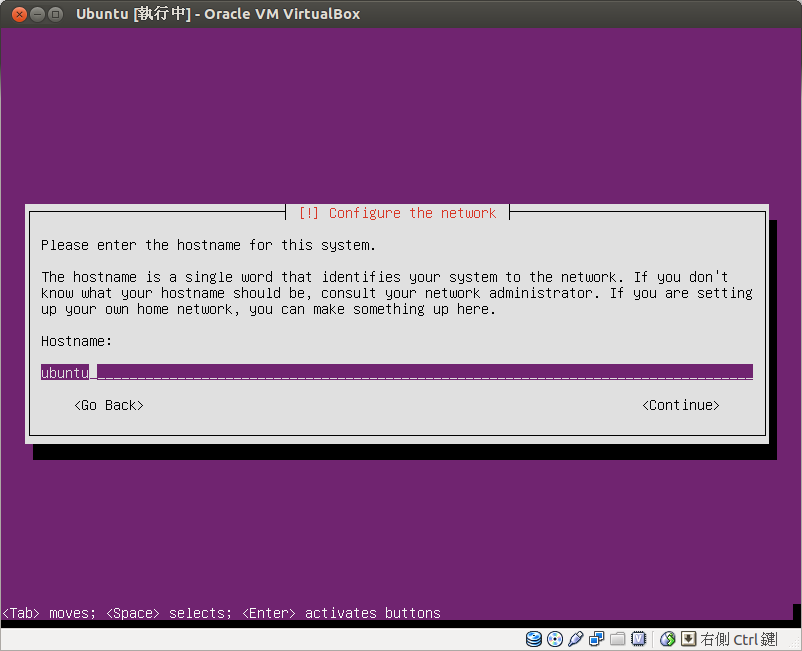 Ubuntu [執行中] - Oracle VM VirtualBox
[!] Configure the network
Please enter the hostname for this system.
The hostname is a single word that identifies your system to the network. If you don't
know what your hostname should be, consult your network administrator. If you are setting
up your own home network, you can make something up here.
Hostname:
ubuntu
<Go Back> <Continue>
<Tab> moves; <Space> selects; <Enter> activates buttons
右側 Ctrl 鍵